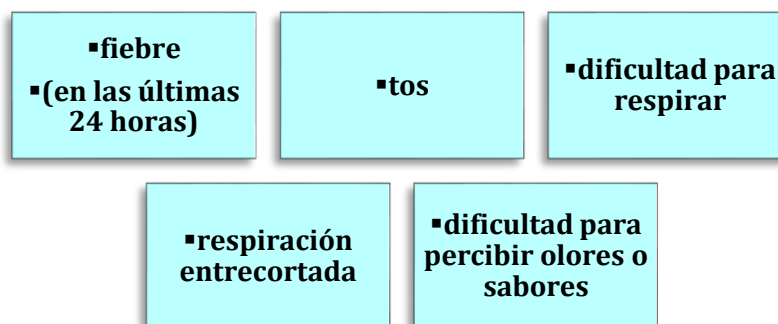 ▪fiebre
▪(en las últimas
24 horas)
▪tos
▪dificultad para
respirar
▪respiración
entrecortada
▪dificultad para
percibir olores o
sabores